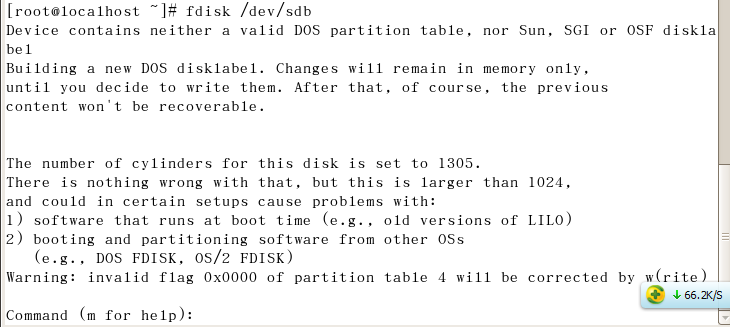 [root@localhost ~]# fdisk /dev/sdb
Device contains neither a valid DOS partition table, nor Sun, SGI or OSF diskla
bel
Building a new DOS disklabel. Changes will remain in memory only,
until you decide to write them. After that, of course, the previous
content won't be recoverable.
The number of cylinders for this disk is set to 1305.
There is nothing wrong with that, but this is larger than 1024,
and could in certain setups cause problems with:
1) software that runs at boot time (e.g., old versions of LILO)
2) booting and partitioning software from other OSs
(e.g., DOS FDISK, OS/2 FDISK)
Warning: invalid flag 0x0000 of partition table 4 will be corrected by w(rite)
66.2K/S
Command (m for help):